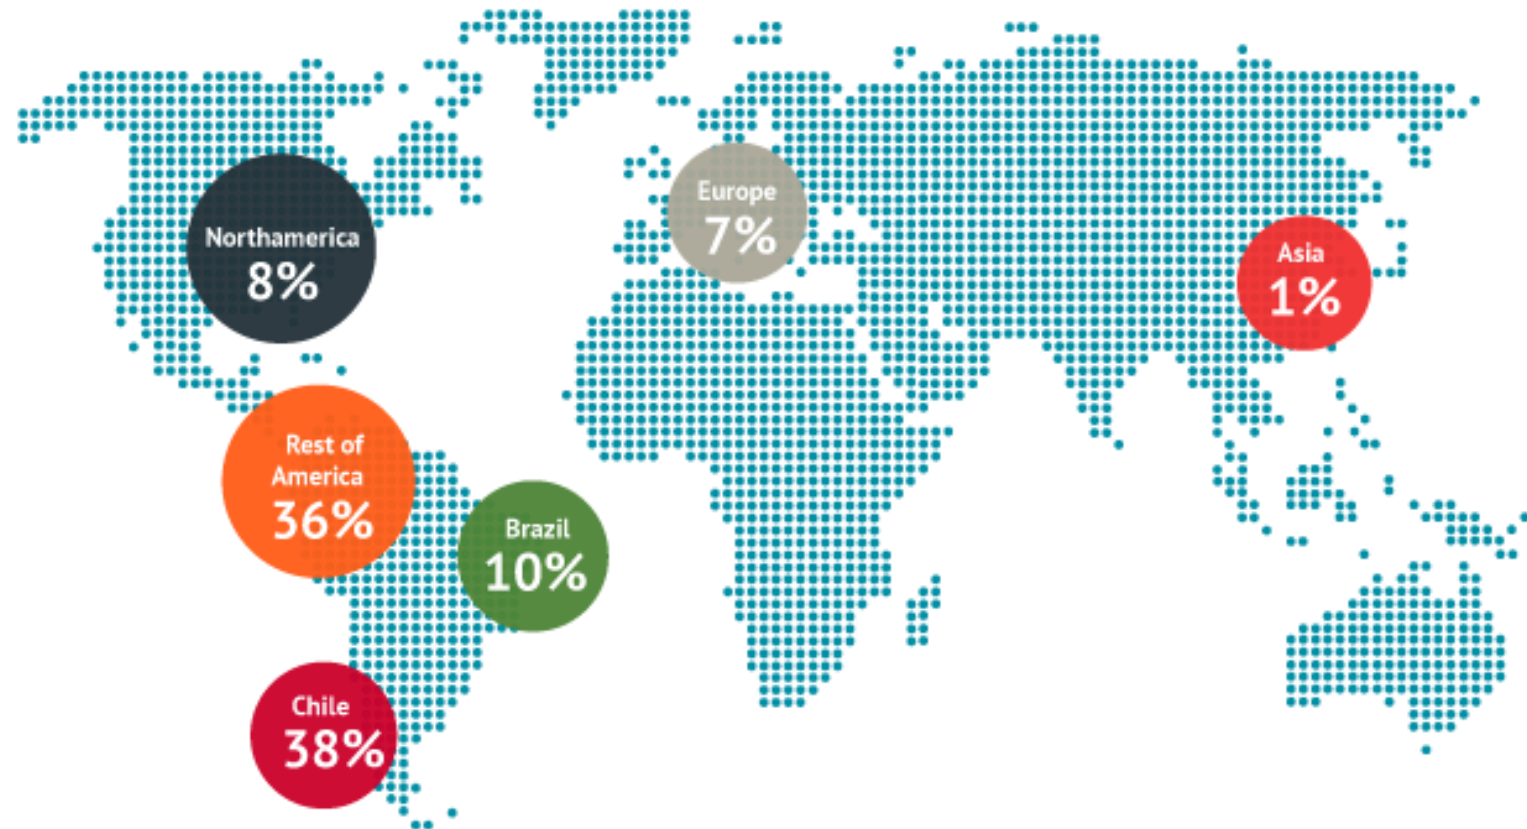 Northamerica
8%
Europe
7%
Asia
1%
Rest of
America
36%
Brazil
10%
Chile
38%